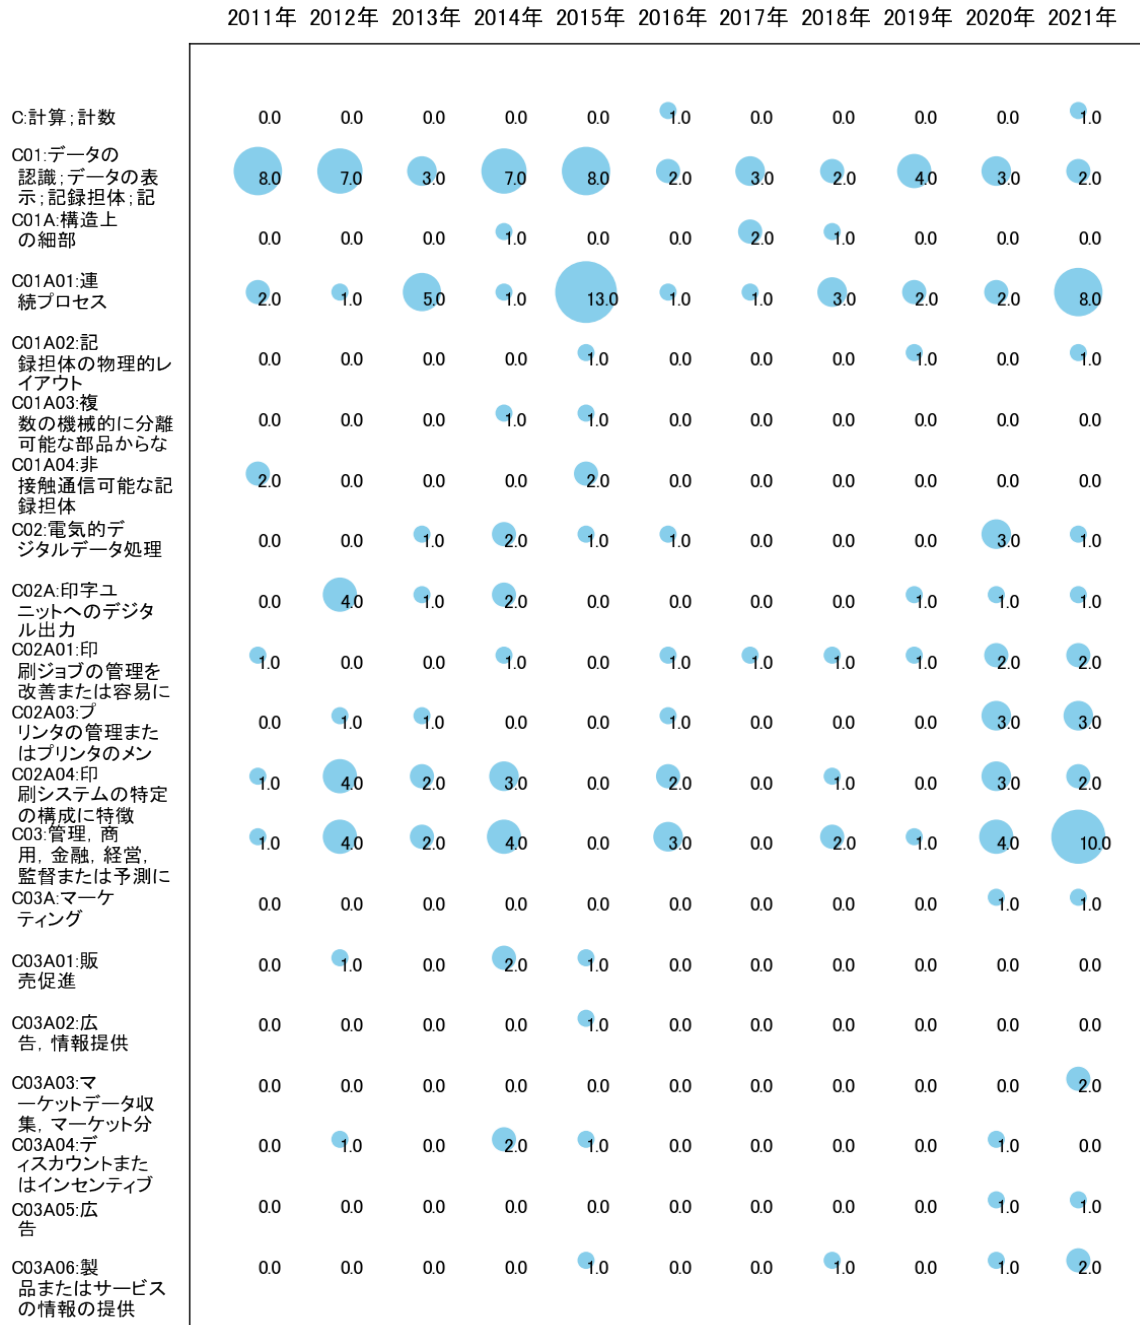 2011年 2012年 2013年 2014年 2015年 2016年 2017年 2018年 2019年 2020年 2021年
C:計算;計数 0.0 0.0 0.0 0.0 0.0 1.0 0.0 0.0 0.0 0.0 1.0
C01:データの
認識;データの表 8.0 7.0 3.0 7.0 8.0 2.0 3.0 2.0 4.0 3.0 2.0
示;記録担体;記
C01A:構造上
の細部 0.0 0.0 0.0 1.0 0.0 0.0 2.0 1.0 0.0 0.0 0.0
C01A01:連
続プロセス 2.0 1.0 5.0 1.0 13.0 1.0 1.0 3.0 2.0 2.0 8.0
C01A02:記
録担体の物理的レ 0.0 0.0 0.0 0.0 1.0 0.0 0.0 0.0 1.0 0.0 1.0
イアウト
C01A03:複
数の機械的に分離 0.0 0.0 0.0 1.0 1.0 0.0 0.0 0.0 0.0 0.0 0.0
可能な部品からな
C01A04:非
接触通信可能な記 2.0 0.0 0.0 0.0 2.0 0.0 0.0 0.0 0.0 0.0 0.0
録担体
C02:電気的デ
ジタルデータ処理 0.0 0.0 1.0 2.0 1.0 1.0 0.0 0.0 0.0 3.0 1.0
C02A:印字ユ
ニットへのデジタ 0.0 4.0 1.0 2.0 0.0 0.0 0.0 0.0 1.0 1.0 1.0
ル出力
C02A01:印
刷ジョブの管理を 1.0 0.0 0.0 1.0 0.0 1.0 1.0 1.0 1.0 2.0 2.0
改善または容易に
C02A03:プ
リンタの管理また 0.0 1.0 1.0 0.0 0.0 1.0 0.0 0.0 0.0 3.0 3.0
はプリンタのメン
C02A04:印
刷システムの特定 1.0 4.0 2.0 3.0 0.0 2.0 0.0 1.0 0.0 3.0 2.0
の構成に特徴
C03:管理, 商
用, 金融, 経営, 1.0 4.0 2.0 4.0 0.0 3.0 0.0 2.0 1.0 4.0 10.0
監督または予測に
C03A:マーケ
ティング 0.0 0.0 0.0 0.0 0.0 0.0 0.0 0.0 0.0 1.0 1.0
C03A01:販
売促進 0.0 1.0 0.0 2.0 1.0 0.0 0.0 0.0 0.0 0.0 0.0
C03A02:広
告, 情報提供 0.0 0.0 0.0 0.0 1.0 0.0 0.0 0.0 0.0 0.0 0.0
C03A03:マ
ーケットデータ収 0.0 0.0 0.0 0.0 0.0 0.0 0.0 0.0 0.0 0.0 2.0
集, マーケット分
C03A04:デ
ィスカウントまた 0.0 1.0 0.0 2.0 1.0 0.0 0.0 0.0 0.0 1.0 0.0
はインセンティブ
C03A05:広
告 0.0 0.0 0.0 0.0 0.0 0.0 0.0 0.0 0.0 1.0 1.0
C03A06:製
品またはサービス 0.0 0.0 0.0 0.0 1.0 0.0 0.0 1.0 0.0 1.0 2.0
の情報の提供